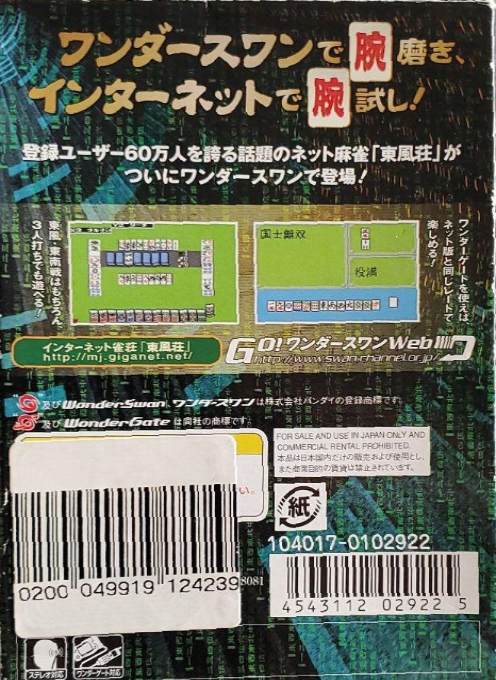 ワンダースワンで腕磨き、
インターネットで腕試し!
登録ユーザー60万人を誇る話題のネット麻雀「東風荘」が
ついにワンダースワンで登場!
東風・東南戦はもちろん
3人打ちでも遊べる!
国士無双
役満
ワンダーゲートを使えば
ネット版と同じレートで
楽しめる!
インターネット雀荘「東風荘」
http://mj.giganet.net/
GO!ワンダースワンWeb
http://www.swan-channel.or.jp/
及びWonderSwan ワンダースワンは株式会社バンダイの登録商標です。
及びWonderGateは同社の商標です。
FOR SALE AND USE IN JAPAN ONLY AND
COMMERCIAL RENTAL PROHIBITED.
本品は日本国内だけの販売および使用とし、
また商業目的の賃貸は禁止されています。
い。
紙
104017-0102922
0200 049919 124239
8081
4543112 02922 5
ステレオ対応
ワンダーゲート対応